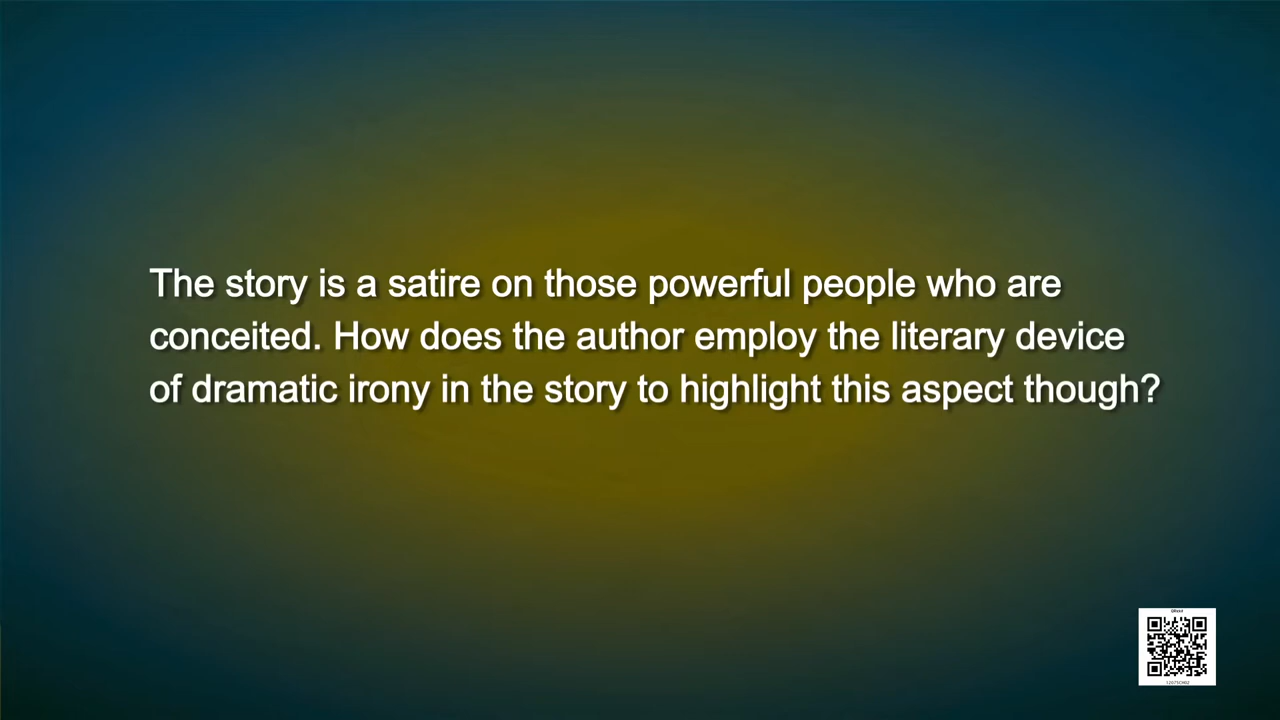 The story is a satire on those powerful people who are
conceited. How does the author employ the literary device
of dramatic irony in the story to highlight this aspect though?